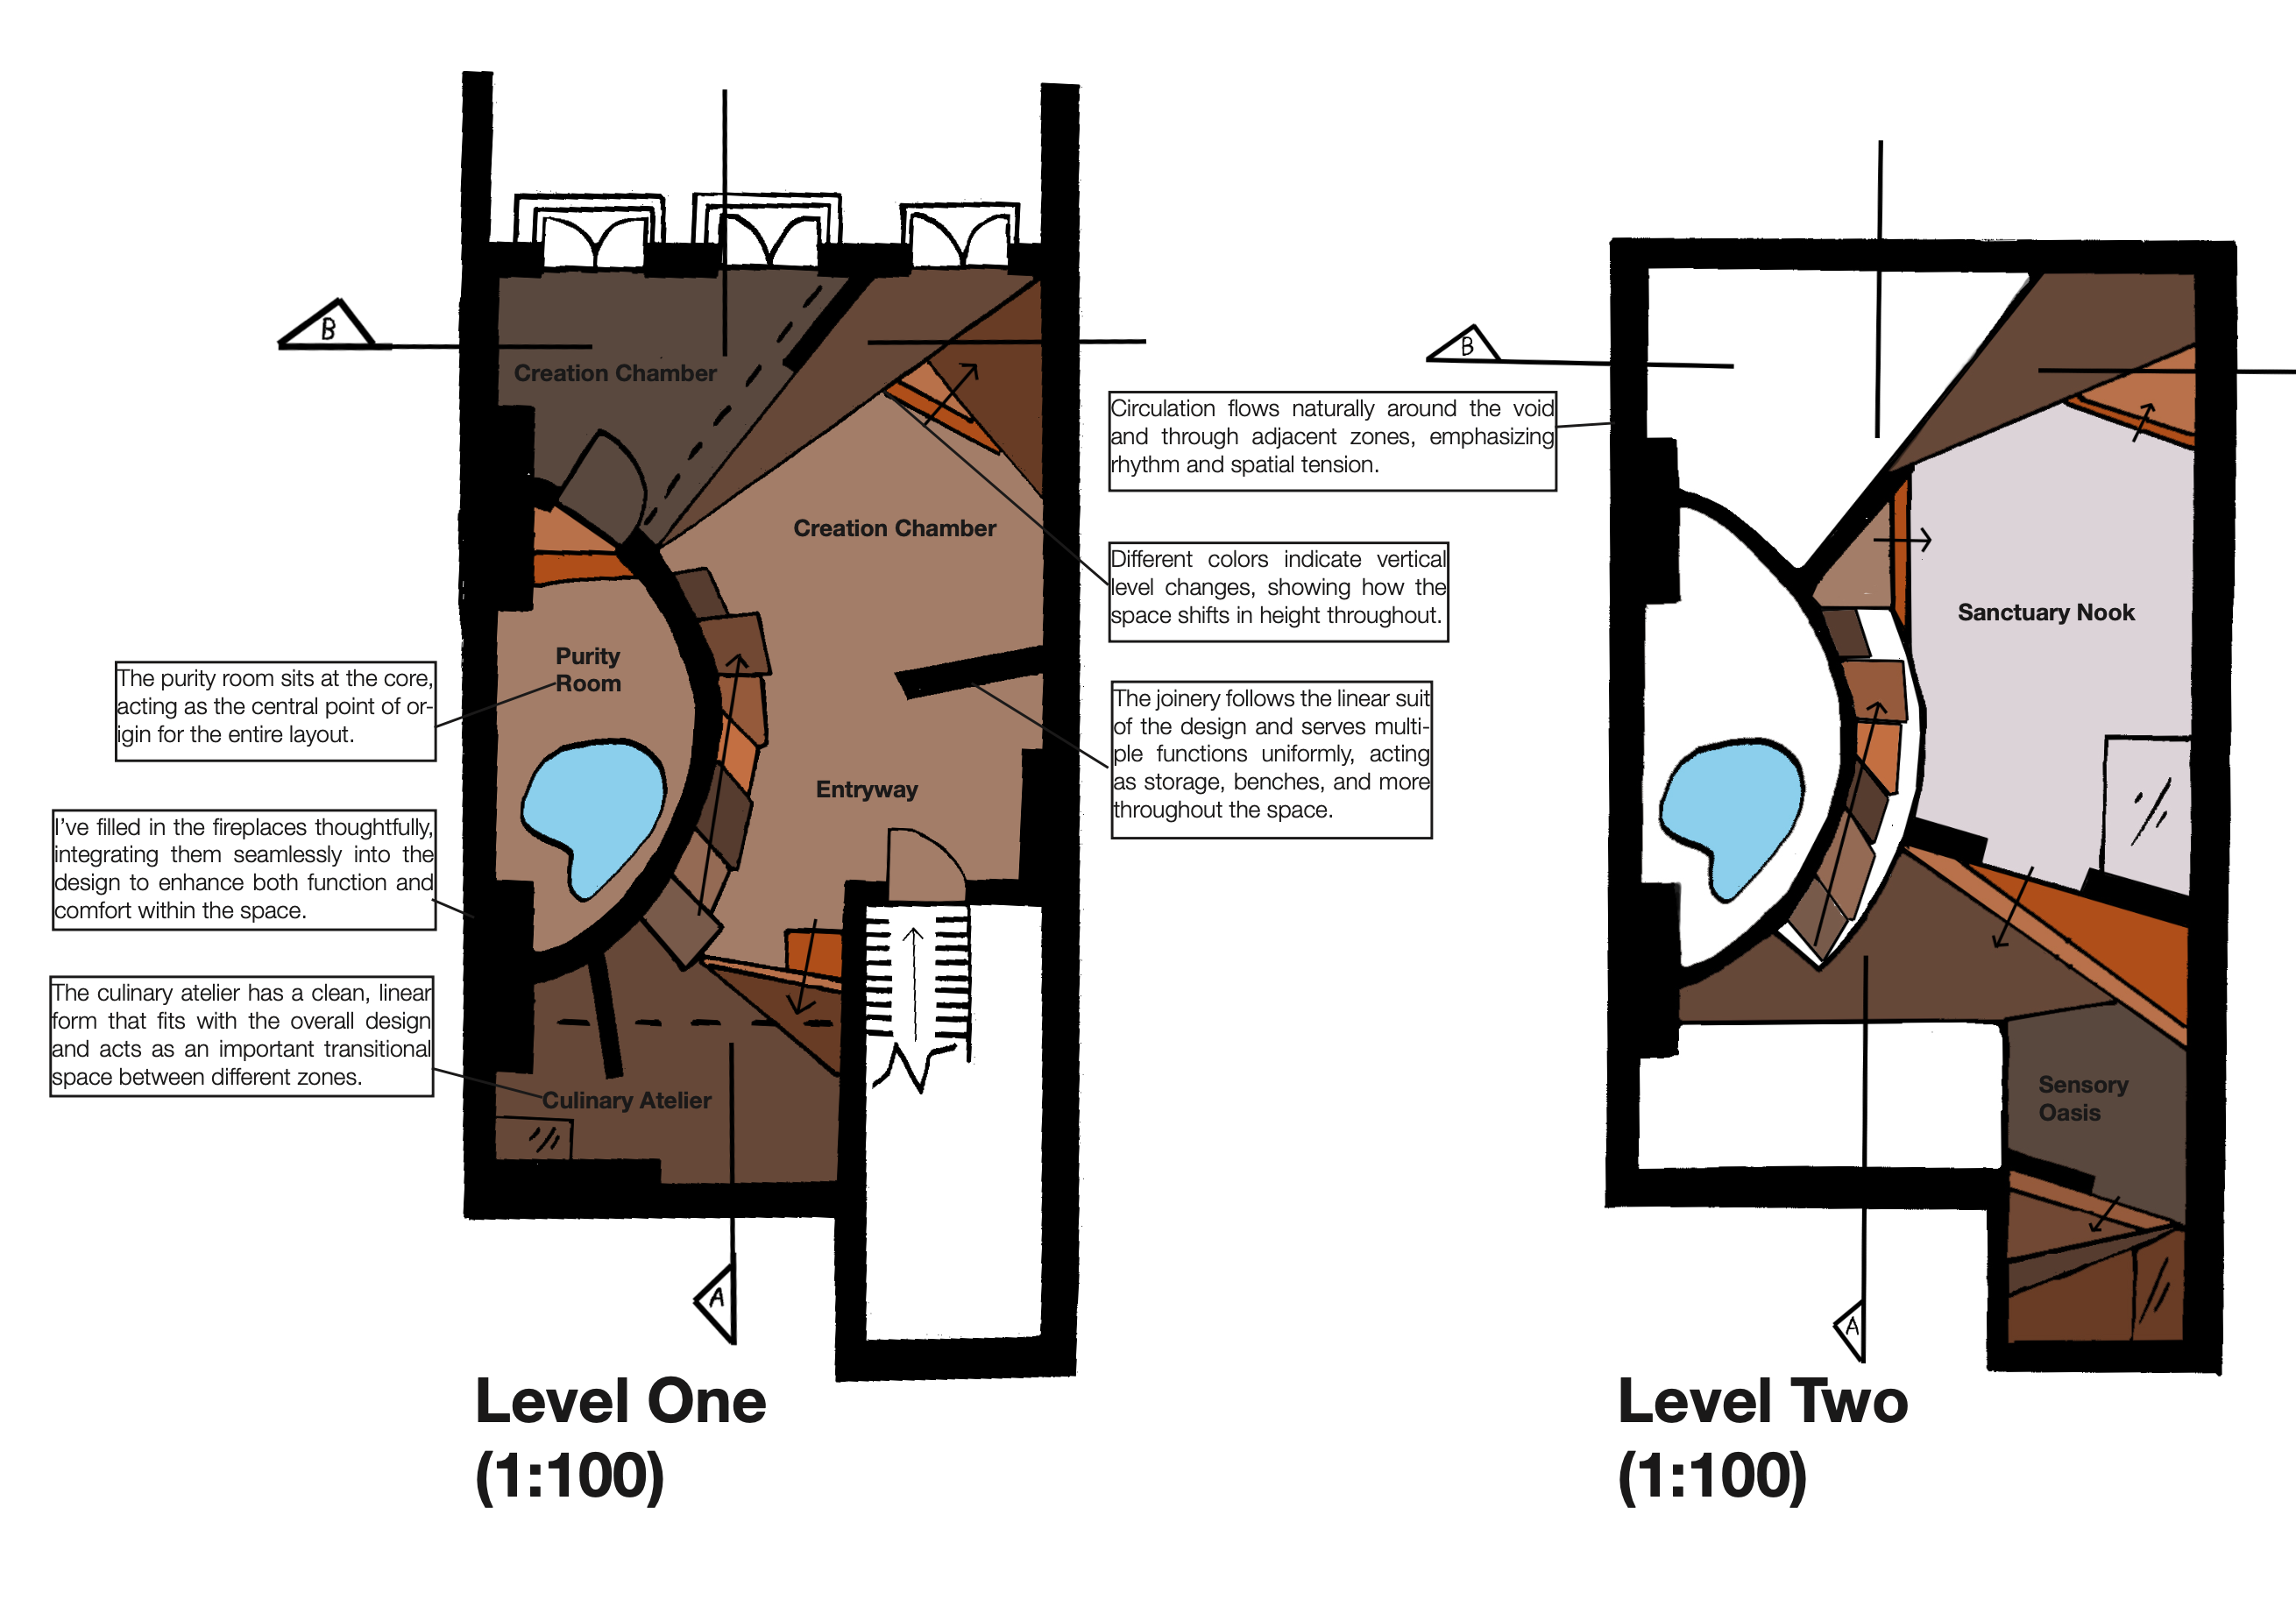 B
Creation Chamber
Creation Chamber
Purity
Room
Entryway
Culinary Atelier
A
The purity room sits at the core,
acting as the central point of or-
igin for the entire layout.
I've filled in the fireplaces thoughtfully,
integrating them seamlessly into the
design to enhance both function and
comfort within the space.
The culinary atelier has a clean, linear
form that fits with the overall design
and acts as an important transitional
space between different zones.
Level One
(1:100)
Circulation flows naturally around the void
and through adjacent zones, emphasizing
rhythm and spatial tension.
Different colors indicate vertical
level changes, showing how the
space shifts in height throughout.
The joinery follows the linear suit
of the design and serves multi-
ple functions uniformly, acting
as storage, benches, and more
throughout the space.
B
Sanctuary Nook
Sensory
Oasis
A
Level Two
(1:100)